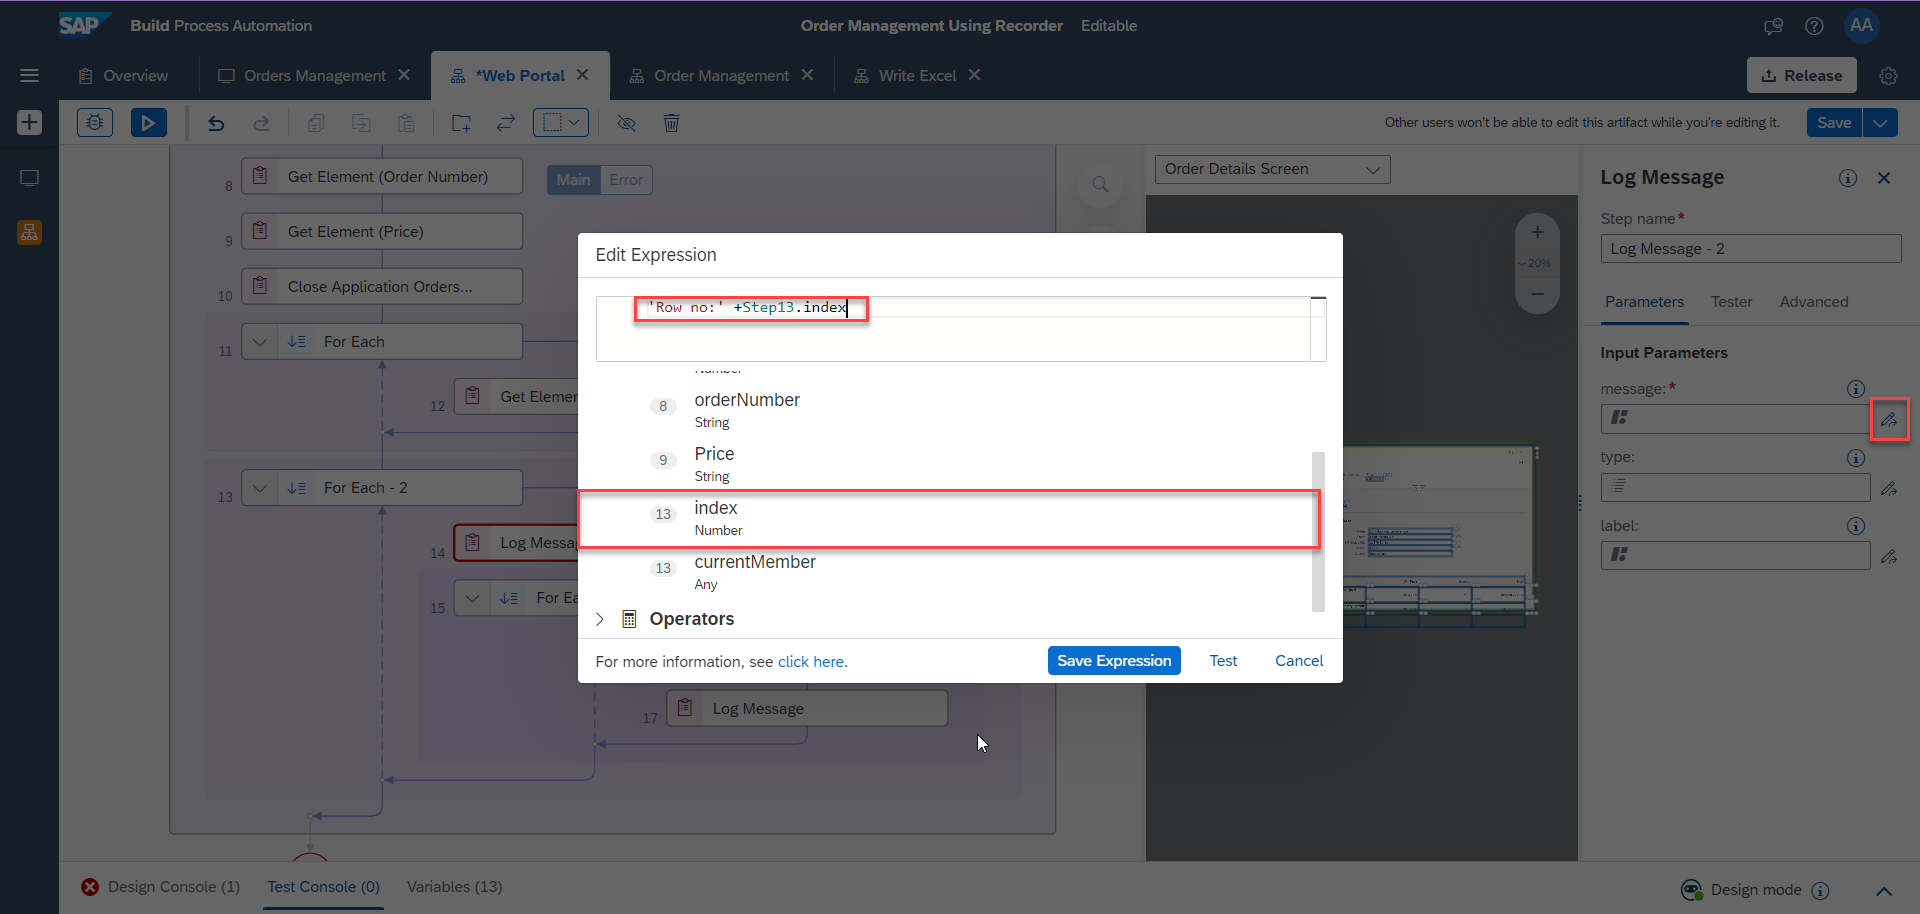 SAP Build Process Automation
Order Management Using Recorder Editable
AA
Overview
Orders Management
*Web Portal
Order Management
Write Excel
Release
Other users won't be able to edit this artifact while you're editing it.
Save
8 Get Element (Order Number)
Main Error
9 Get Element (Price)
10 Close Application Orders...
11 For Each
12 Get Elemen
13 For Each - 2
14 Log Messa
15 For Ea
17 Log Message
Edit Expression
'Row no:' +Step13.index
Number
8 orderNumber
String
9 Price
String
13 index
Number
13 currentMember
Any
Operators
For more information, see click here.
Save Expression
Test
Cancel
Order Details Screen
20%
Log Message
Step name*
Log Message - 2
Parameters
Tester
Advanced
Input Parameters
message:*
type:
label:
Design Console (1)
Test Console (0)
Variables (13)
Design mode